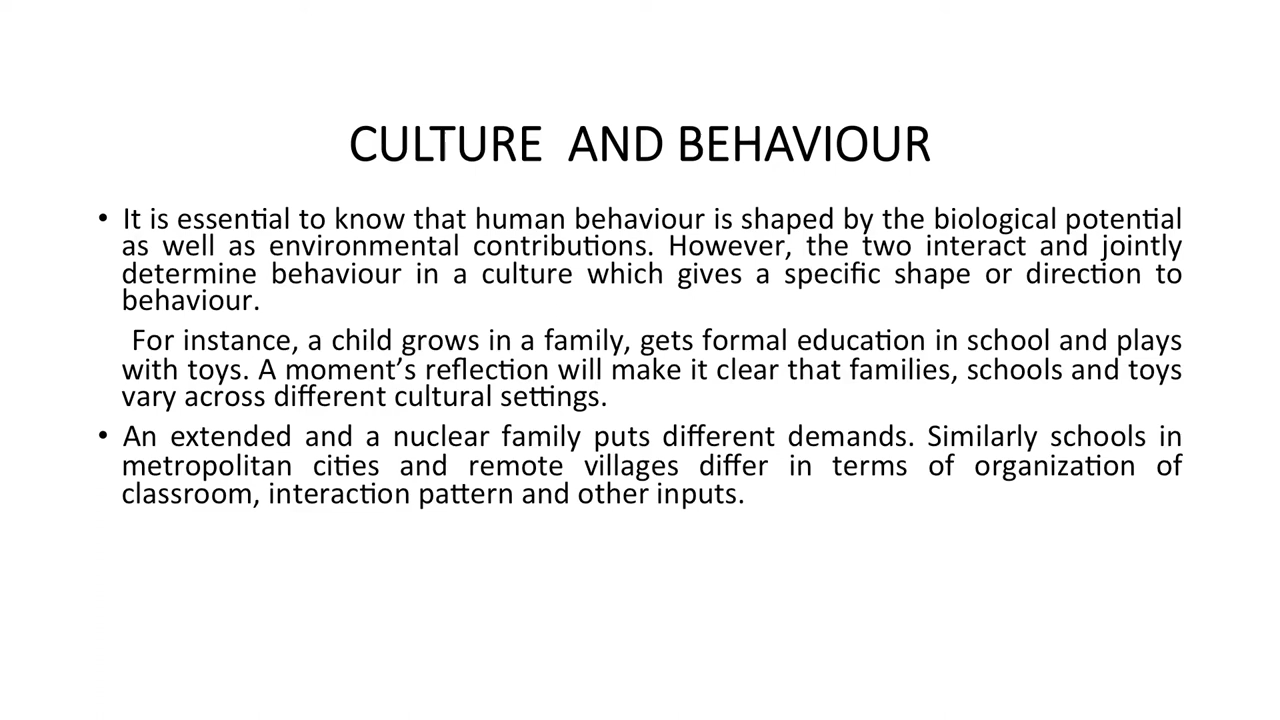 CULTURE  AND BEHAVIOUR
• It is essential to know that human behaviour is shaped by the biological potential
as well as environmental contributions. However, the two interact and jointly
determine behaviour in a culture which gives a specific shape or direction to
behaviour.
For instance, a child grows in a family, gets formal education in school and plays
with toys. A moment’s reflection will make it clear that families, schools and toys
vary across different cultural settings.
• An extended and a nuclear family puts different demands. Similarly schools in
metropolitan cities and remote villages differ in terms of organization of
classroom, interaction pattern and other inputs.